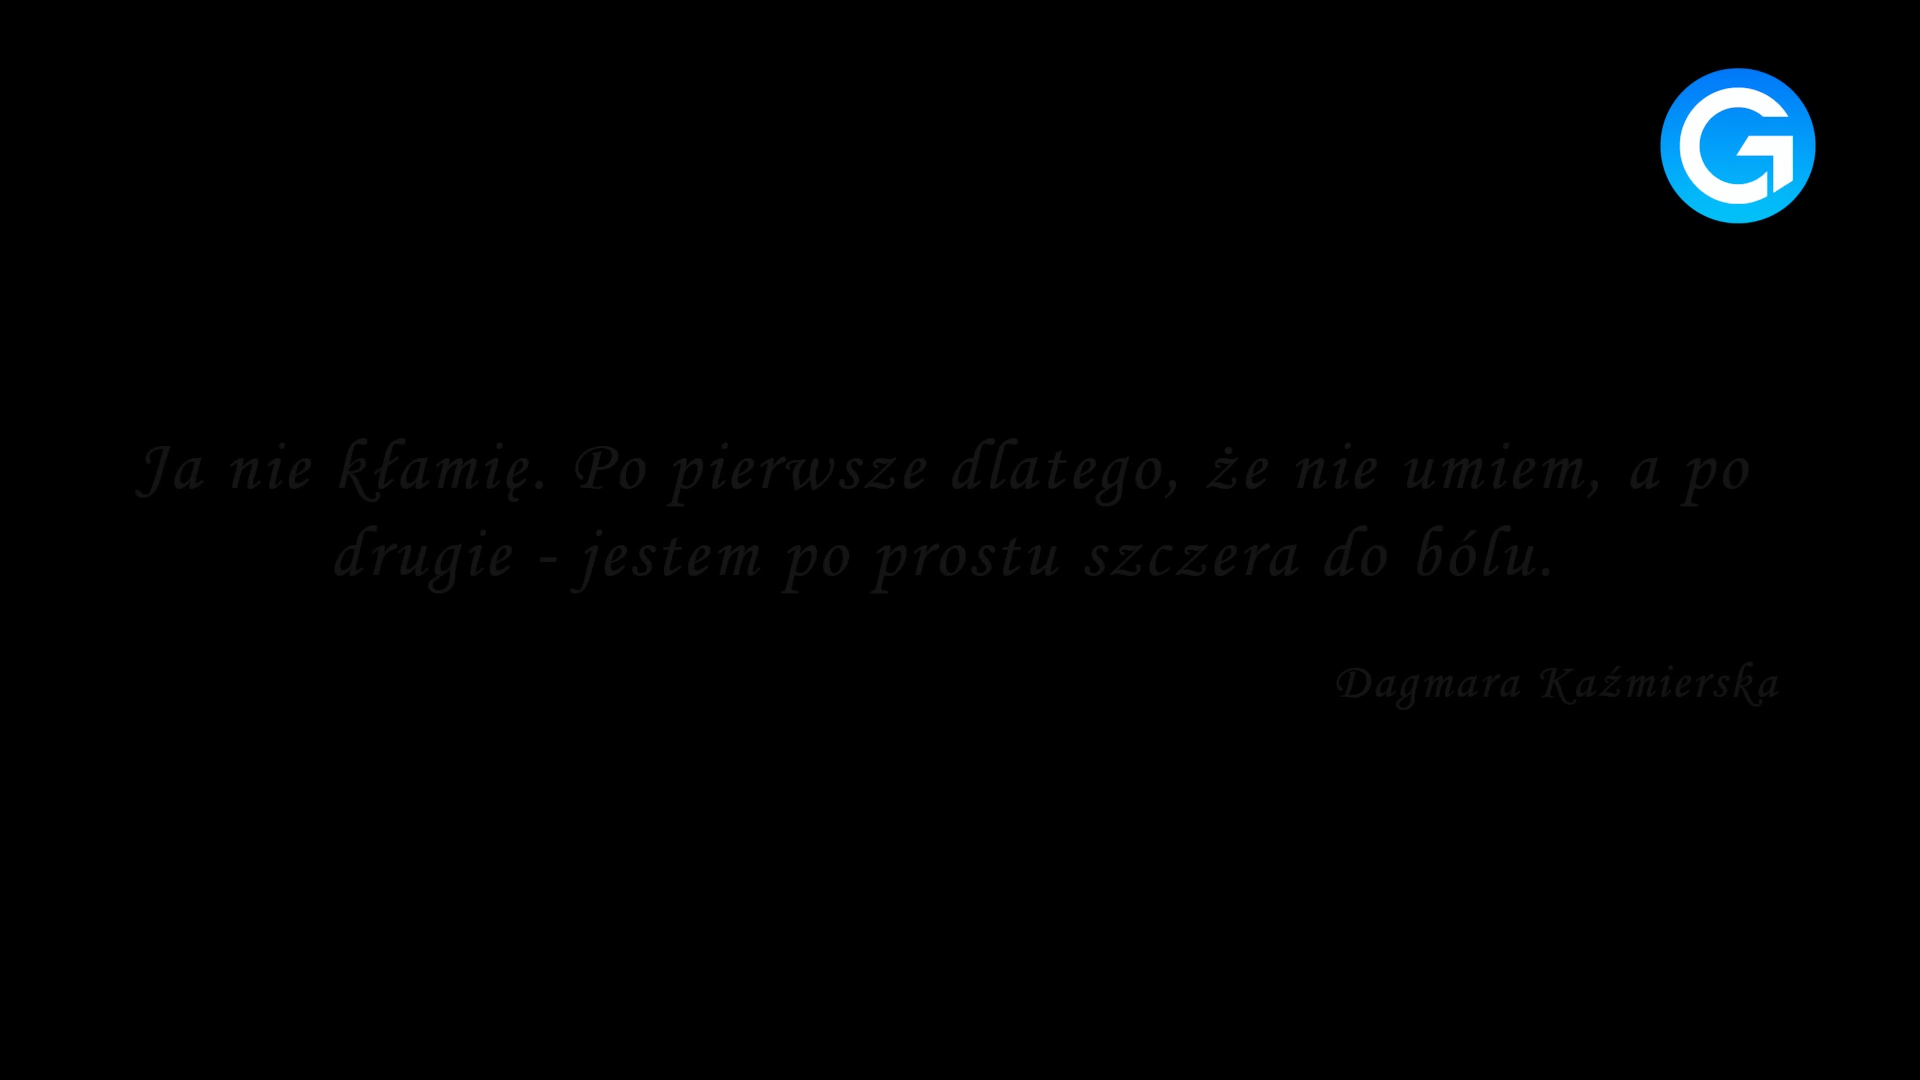 G
Ja nie kłamię. Po pierwsze dlatego, że nie umiem, a po
drugie - jestem po prostu szczera do bólu.
Dagmara Kaźmierska